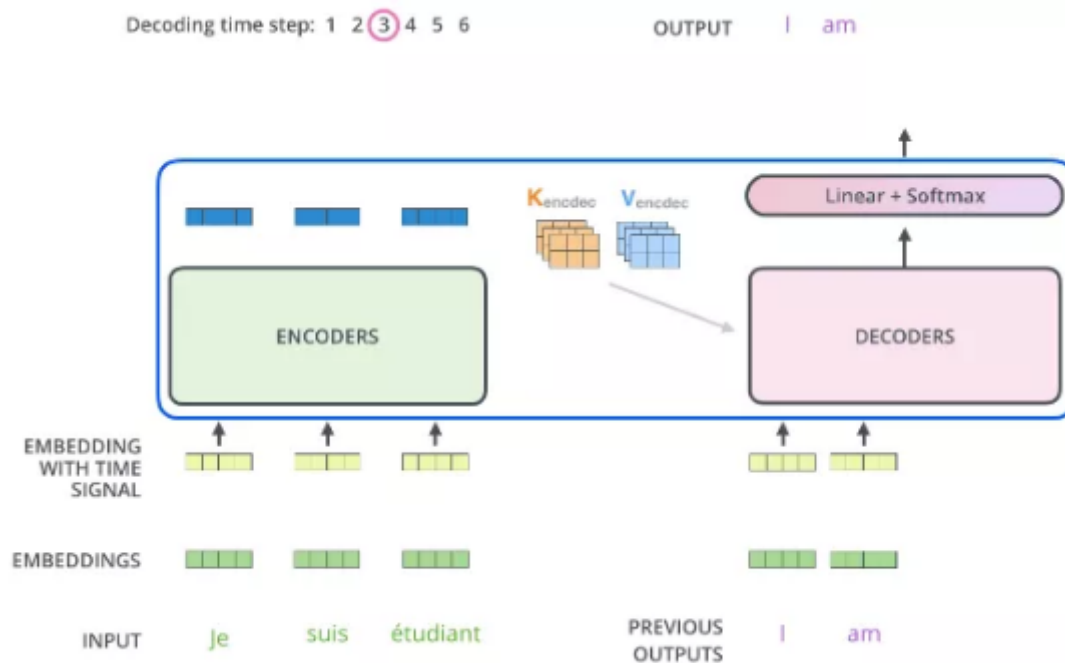 Decoding time step: 1 2 3 4 5 6
OUTPUT I am
Linear + Softmax
Kencdec Vencdec
ENCODERS
DECODERS
EMBEDDING
WITH TIME
SIGNAL
EMBEDDINGS
INPUT Je suis étudiant
PREVIOUS
OUTPUTS
I am